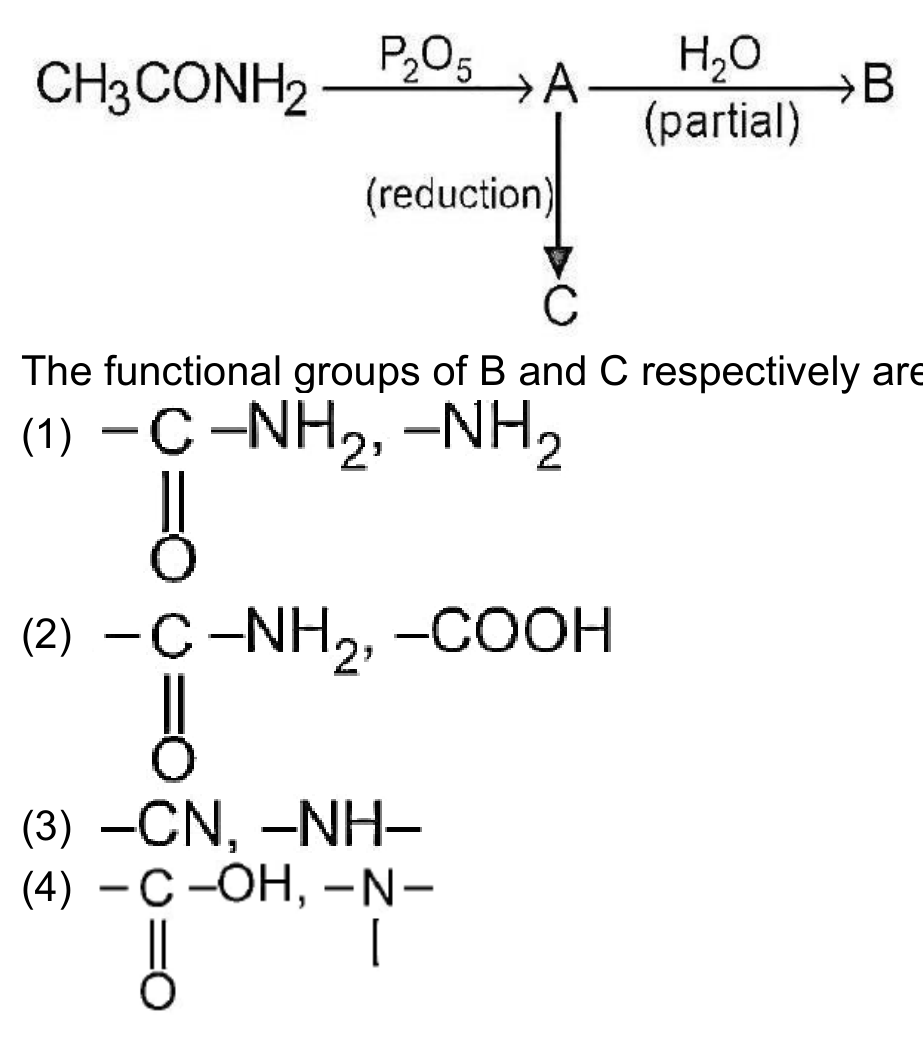 CH₃CONH₂ P₂O₅ A H₂O (partial) B
(reduction)
C
The functional groups of B and C respectively are
(1) –C–NH₂, –NH₂
||
O
(2) –C–NH₂, –COOH
||
O
(3) –CN, –NH–
(4) –C–OH, –N–
|| |
O